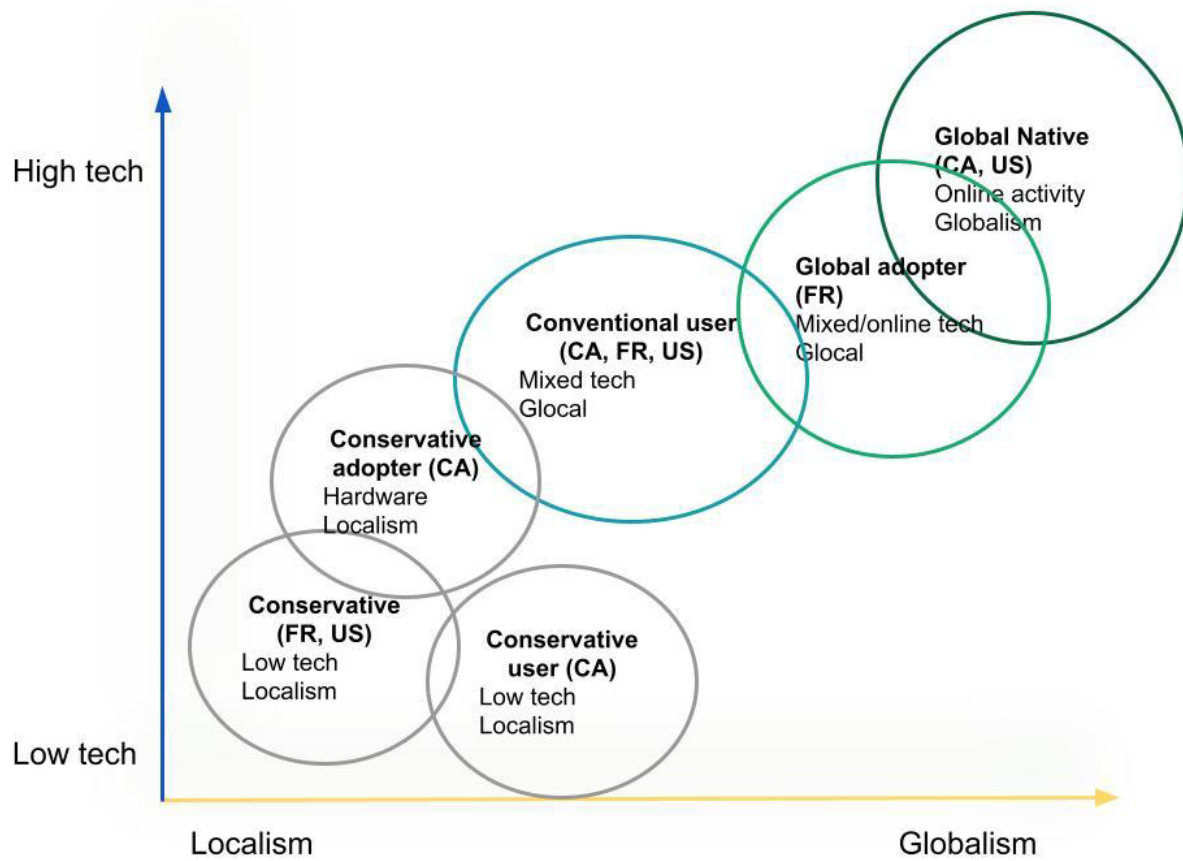 High tech
Global Native
(CA, US)
Online activity
Globalism
Global adopter
(FR)
Mixed/online tech
Glocal
Conventional user
(CA, FR, US)
Mixed tech
Glocal
Conservative
adopter (CA)
Hardware
Localism
Conservative
(FR, US)
Low tech
Localism
Conservative
user (CA)
Low tech
Localism
Low tech
Localism
Globalism